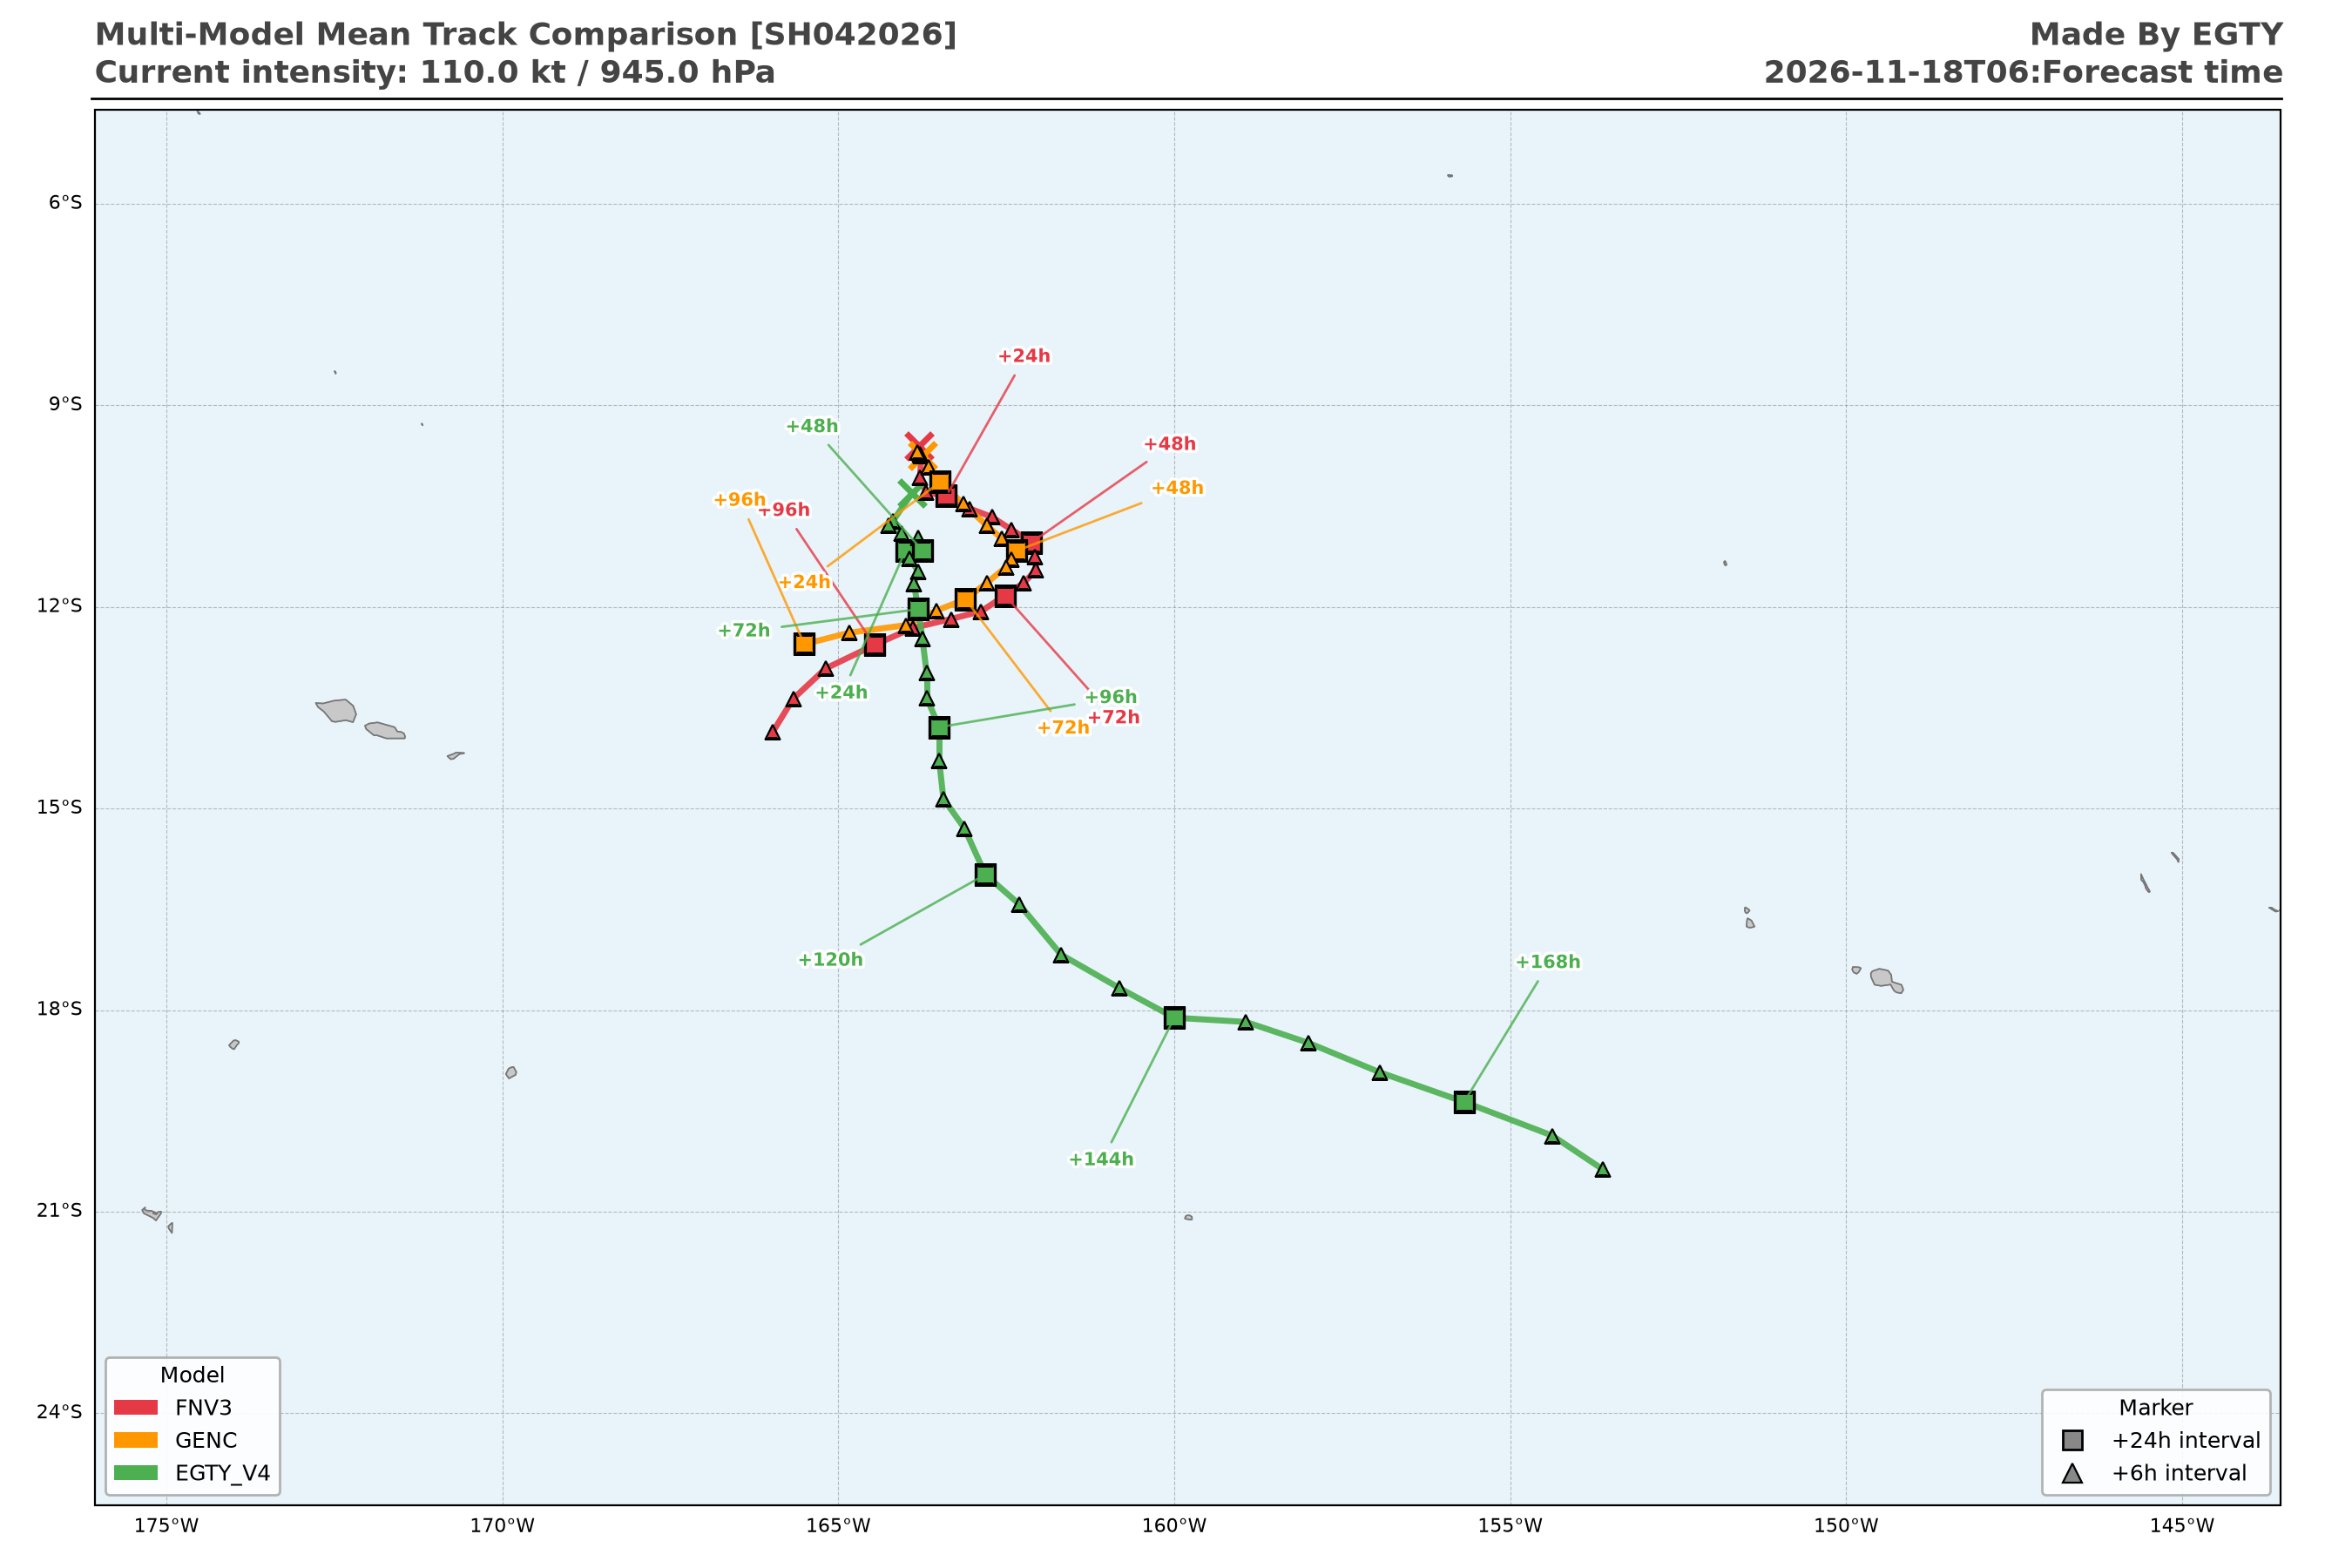 Multi-Model Mean Track Comparison [SH042026]
Current intensity: 110.0 kt / 945.0 hPa
Made By EGTY
2026-11-18T06:Forecast time
6°S
9°S
12°S
15°S
18°S
21°S
24°S
+24h
+48h
+48h
+48h
+96h
+96h
+24h
+72h
+24h
+96h
+72h
+72h
+120h
+168h
+144h
Model
FNV3
GENC
EGTY_V4
Marker
+24h interval
+6h interval
175°W
170°W
165°W
160°W
155°W
150°W
145°W